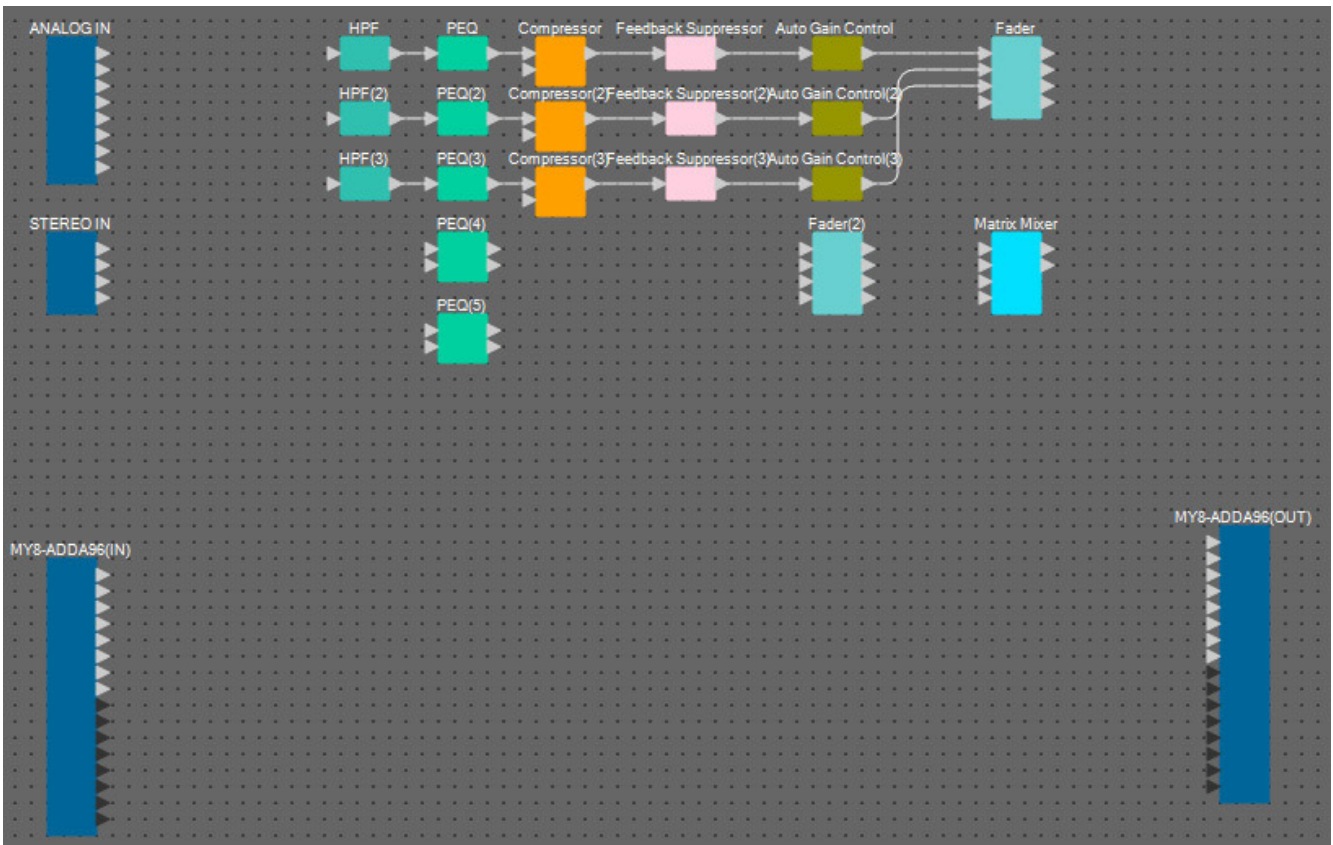 ANALOG IN
HPF
PEQ
Compressor
Feedback Suppressor
Auto Gain Control
Fader
HPF(2)
PEQ(2)
Compressor(2)
Feedback Suppressor(2)
Auto Gain Control(2)
HPF(3)
PEQ(3)
Compressor(3)
Feedback Suppressor(3)
Auto Gain Control(3)
STEREO IN
PEQ(4)
Fader(2)
Matrix Mixer
PEQ(5)
MY8-ADDA96(OUT)
MY8-ADDA96(IN)